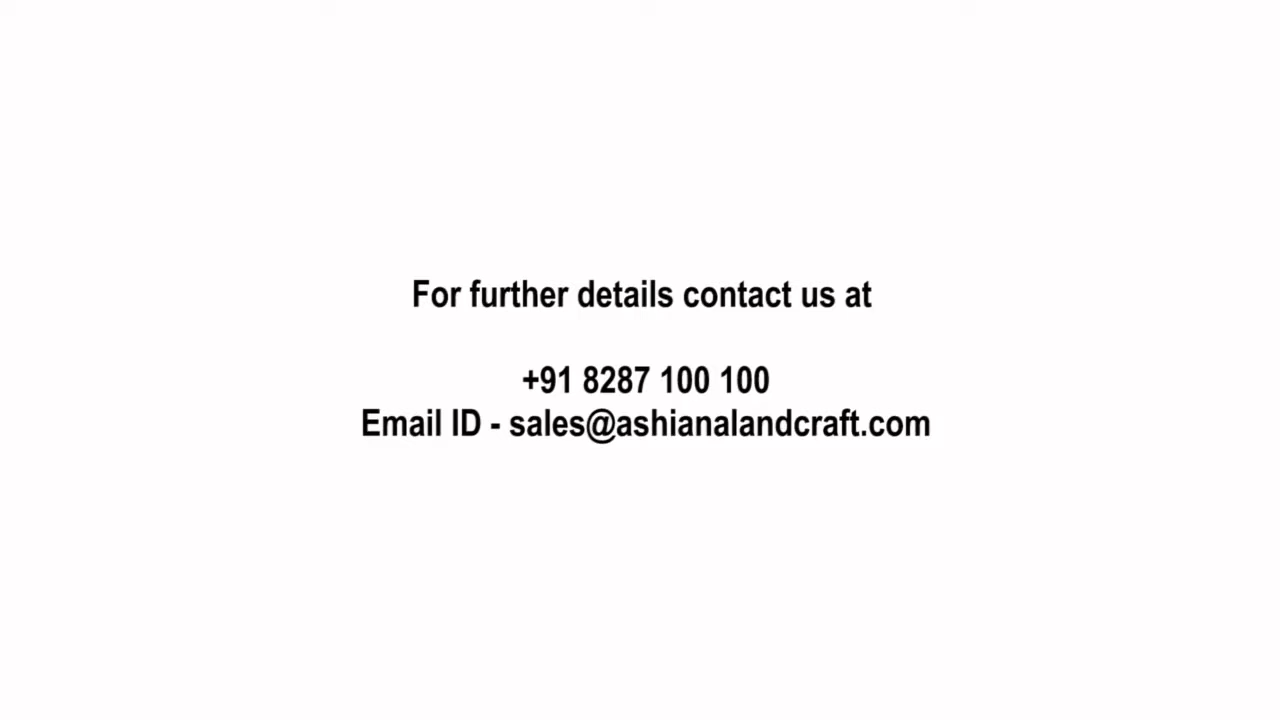 For further details contact us at
+91 8287 100 100
Email ID - sales@ashianalandcraft.com